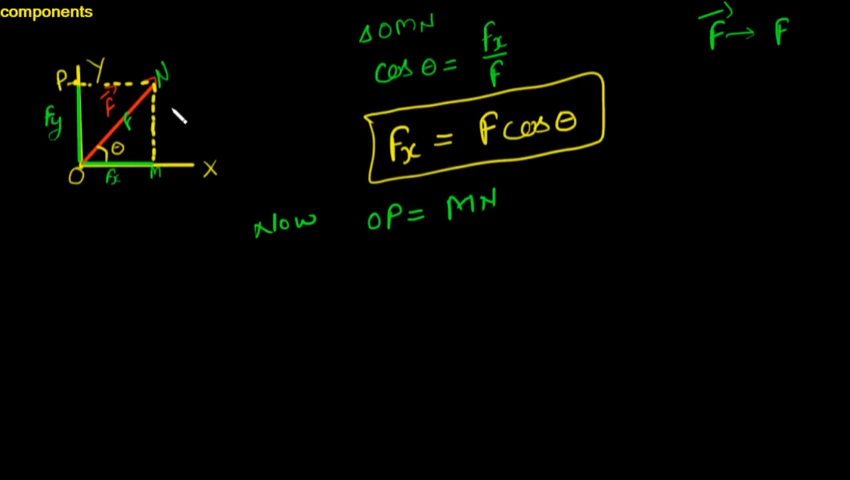 components
ΔOMN
cos θ = Fx/F
F⃗ → F
Fx = F cos θ
Now OP = MN
P Y N
F⃗
Fy F
θ
O Fx M X